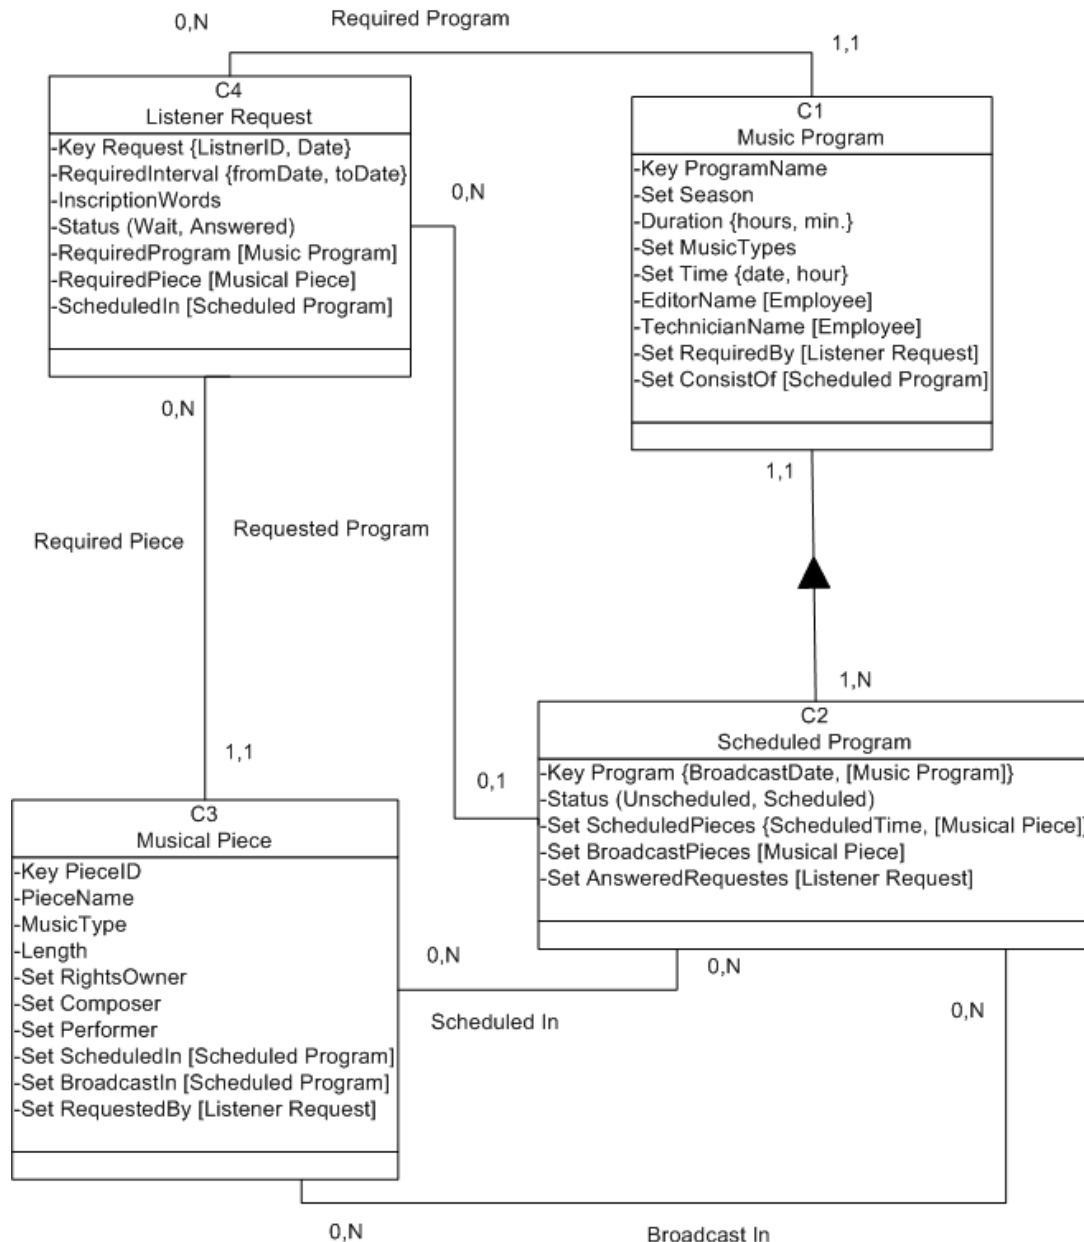 0,N
Required Program
1,1
C4
Listener Request
-Key Request {ListnerID, Date}
-RequiredInterval {fromDate, toDate}
-InscriptionWords
-Status (Wait, Answered)
-RequiredProgram [Music Program]
-RequiredPiece [Musical Piece]
-ScheduledIn [Scheduled Program]
C1
Music Program
-Key ProgramName
-Set Season
-Duration {hours, min.}
-Set MusicTypes
-Set Time {date, hour}
-EditorName [Employee]
-TechnicianName [Employee]
-Set RequiredBy [Listener Request]
-Set ConsistOf [Scheduled Program]
0,N
0,N
1,1
Required Piece
Requested Program
1,N
1,1
0,1
C2
Scheduled Program
-Key Program {BroadcastDate, [Music Program]}
-Status (Unscheduled, Scheduled)
-Set ScheduledPieces {ScheduledTime, [Musical Piece]}
-Set BroadcastPieces [Musical Piece]
-Set AnsweredRequestes [Listener Request]
C3
Musical Piece
-Key PieceID
-PieceName
-MusicType
-Length
-Set RightsOwner
-Set Composer
-Set Performer
-Set ScheduledIn [Scheduled Program]
-Set BroadcastIn [Scheduled Program]
-Set RequestedBy [Listener Request]
0,N
0,N
Scheduled In
0,N
0,N
Broadcast In